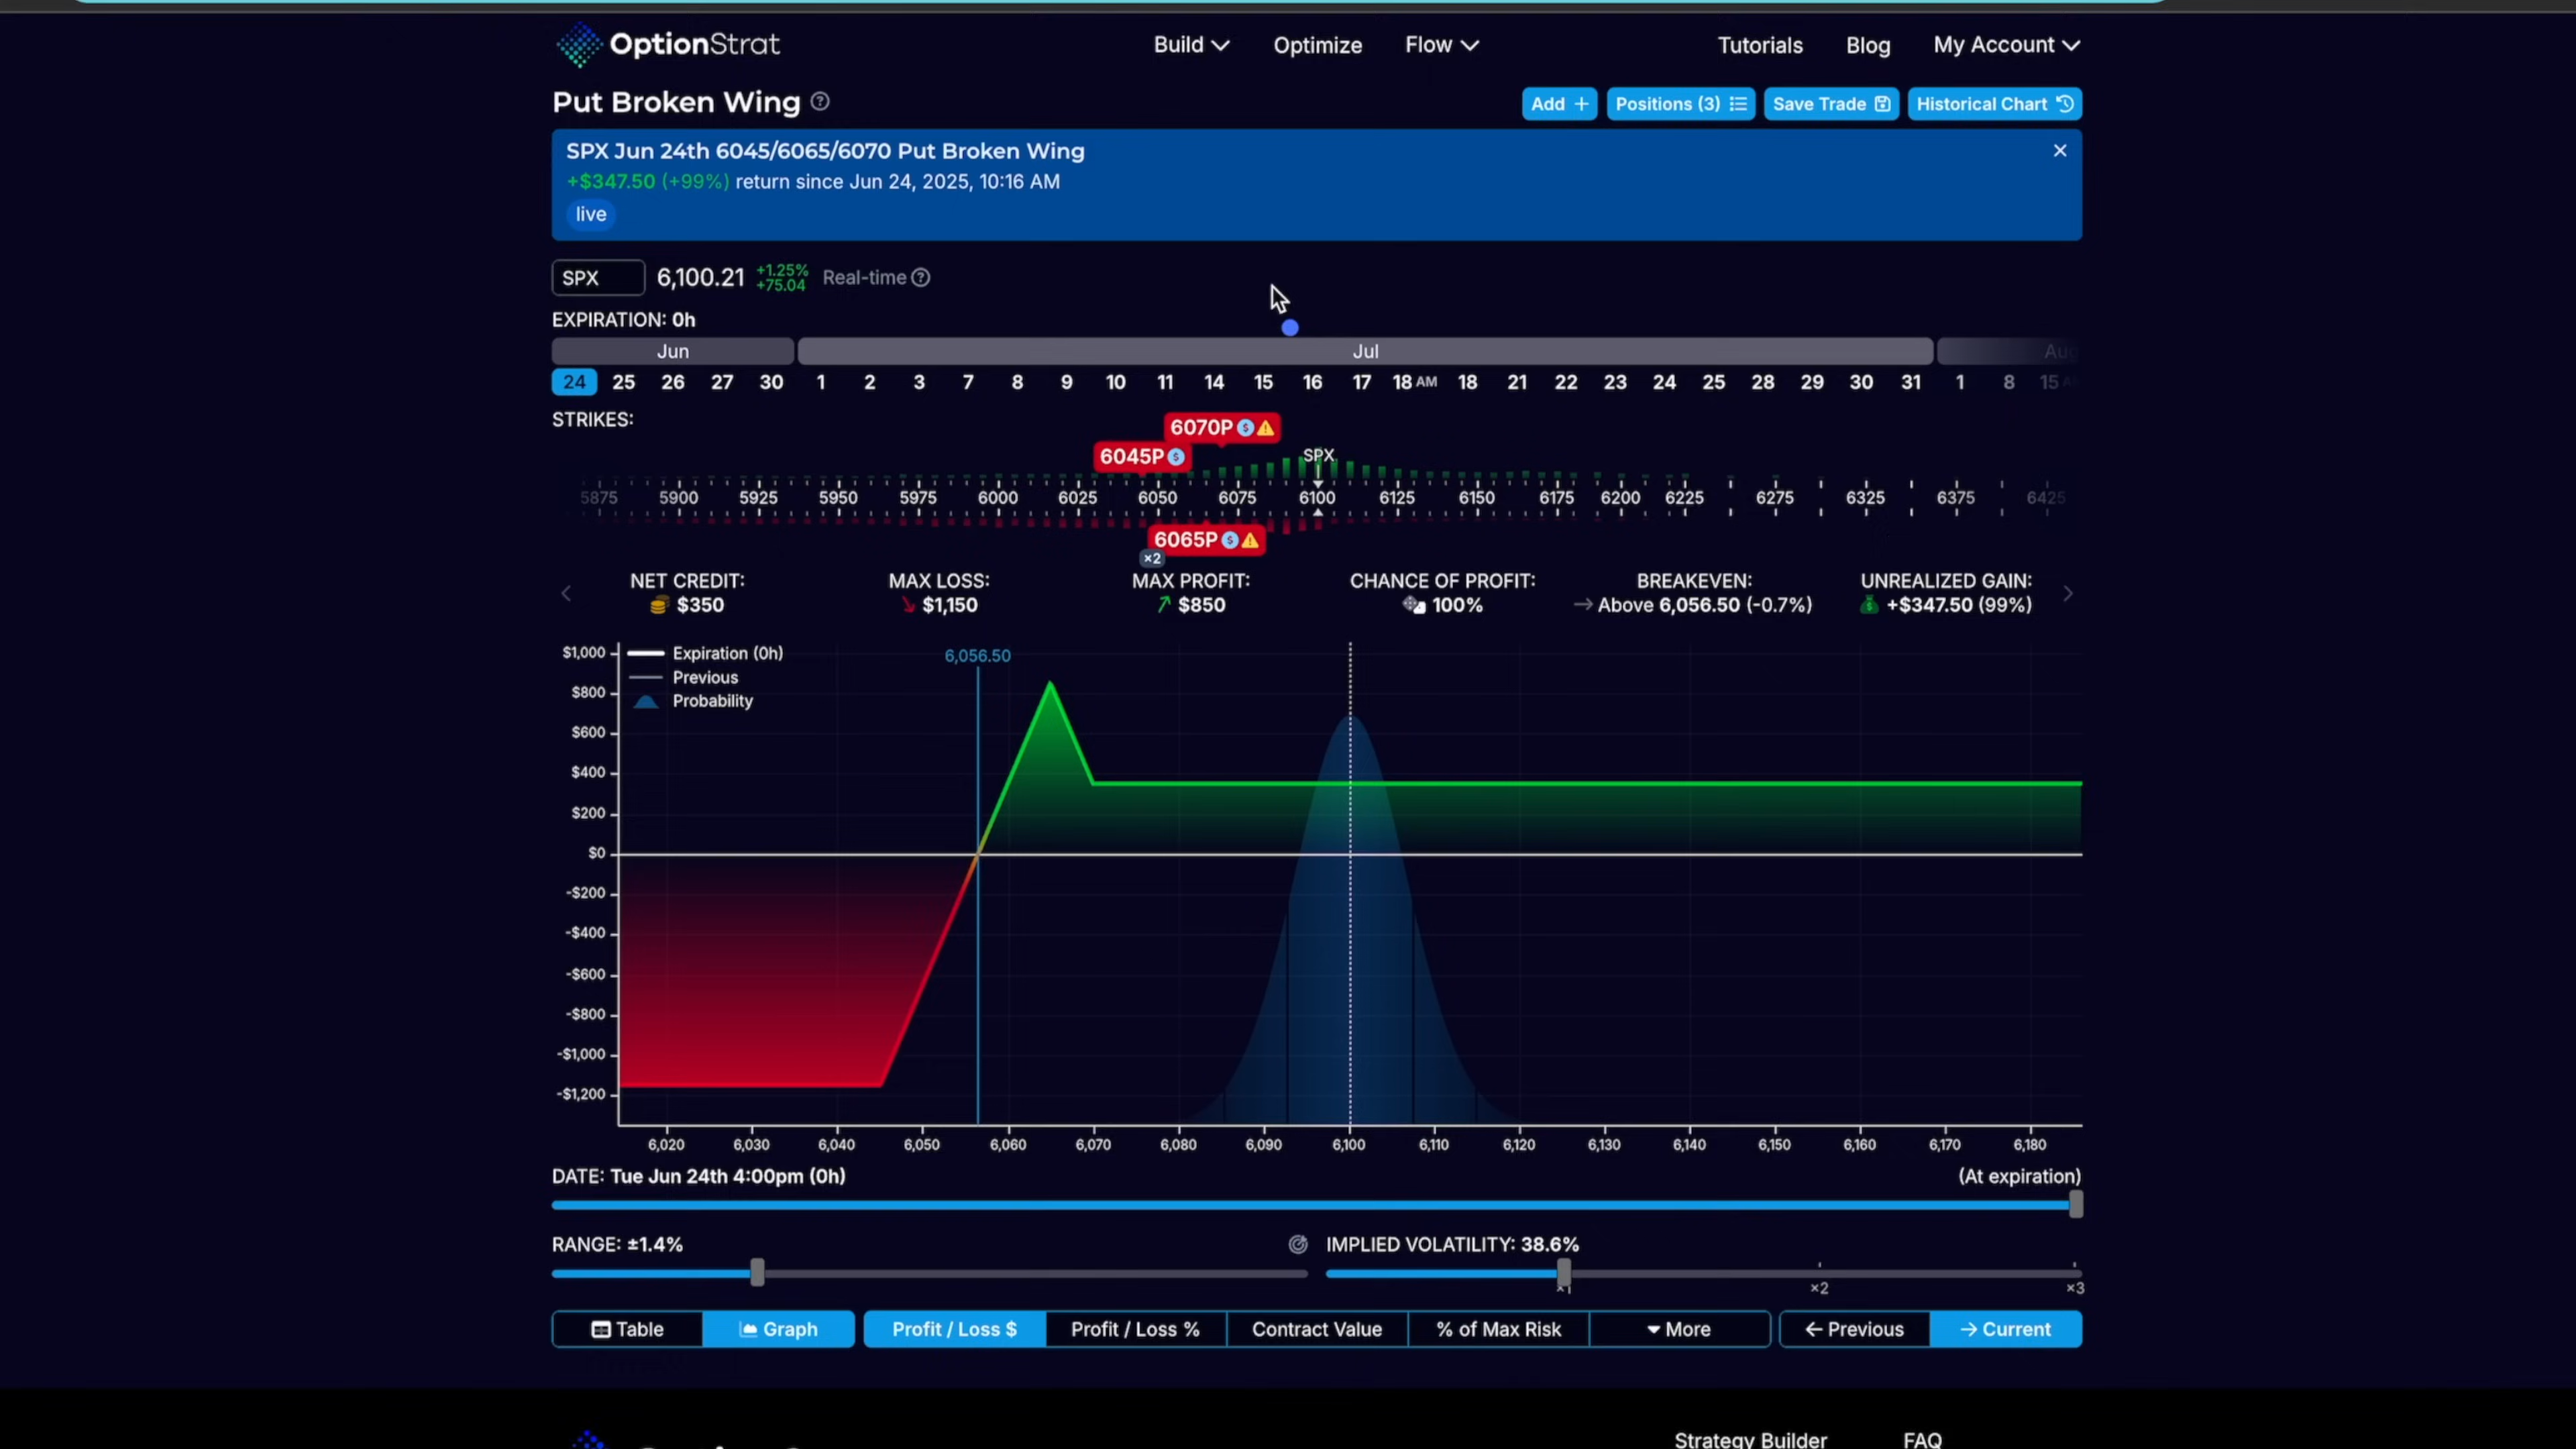 OptionStrat
Build Optimize Flow Tutorials Blog My Account
Put Broken Wing ?
Add + Positions (3) Save Trade Historical Chart
SPX Jun 24th 6045/6065/6070 Put Broken Wing
+$347.50 (+99%) return since Jun 24, 2025, 10:16 AM
live
SPX 6,100.21 +1.25% +75.04 Real-time ?
EXPIRATION: 0h
Jun Jul Aug
24 25 26 27 30 1 2 3 7 8 9 10 11 14 15 16 17 18 AM 18 21 22 23 24 25 28 29 30 31 1 8 15
STRIKES:
6070P
6045P
SPX
5875 5900 5925 5950 5975 6000 6025 6050 6075 6100 6125 6150 6175 6200 6225 6275 6325 6375 6425
6065P
×2
NET CREDIT: MAX LOSS: MAX PROFIT: CHANCE OF PROFIT: BREAKEVEN: UNREALIZED GAIN:
$350 $1,150 $850 100% Above 6,056.50 (-0.7%) +$347.50 (99%)
$1,000
$800
$600
$400
$200
$0
-$200
-$400
-$600
-$800
-$1,000
-$1,200
Expiration (0h)
Previous
Probability
6,056.50
6,020 6,030 6,040 6,050 6,060 6,070 6,080 6,090 6,100 6,110 6,120 6,130 6,140 6,150 6,160 6,170 6,180
DATE: Tue Jun 24th 4:00pm (0h) (At expiration)
RANGE: ±1.4% IMPLIED VOLATILITY: 38.6%
×1 ×2 ×3
Table Graph Profit / Loss $ Profit / Loss % Contract Value % of Max Risk More ← Previous → Current
Strategy Builder FAQ